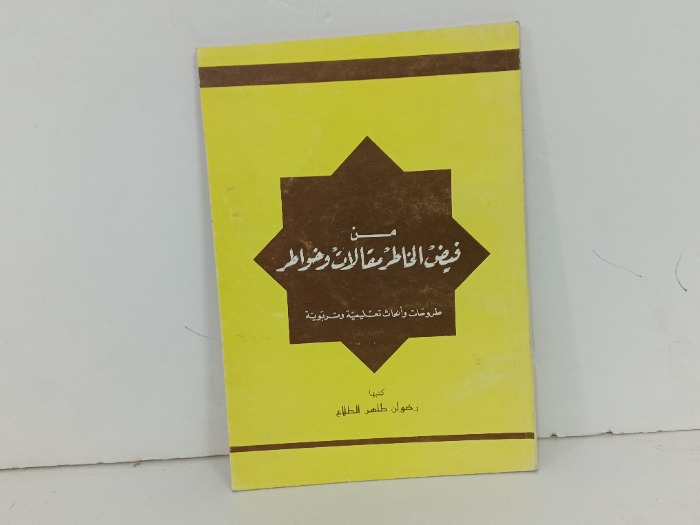 من
فيض الخاطر مقالات وخواطر
طروحات وأبحاث تعليمية وتربوية
كتبها
رضوان طاهر الطلاع